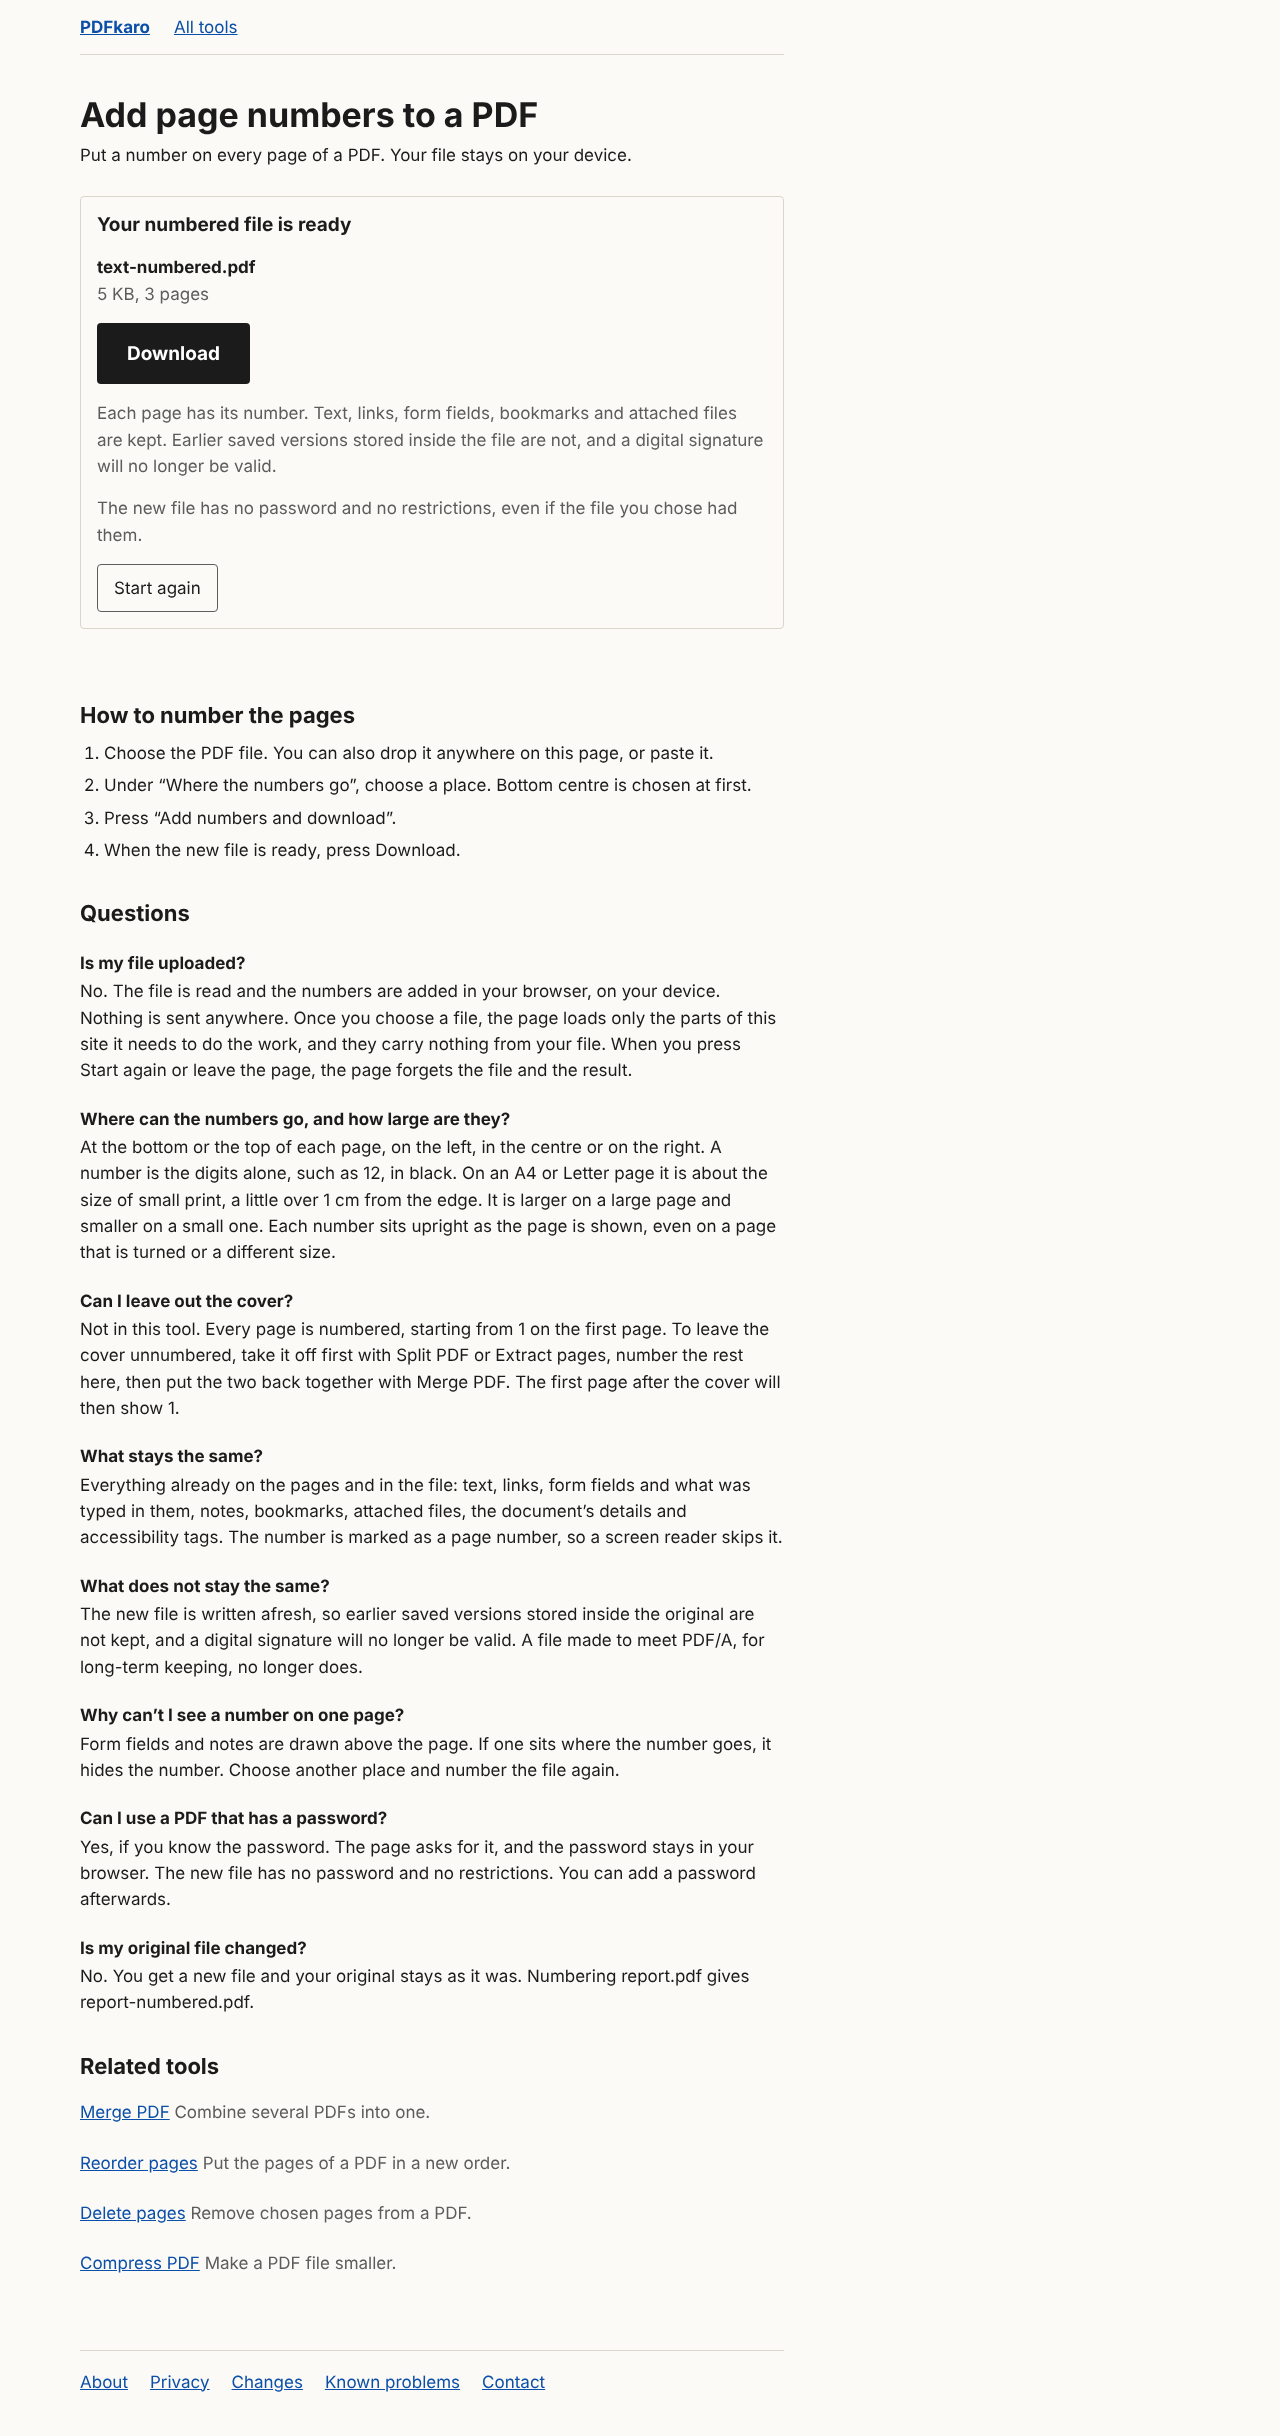 PDFkaro All tools
Add page numbers to a PDF
Put a number on every page of a PDF. Your file stays on your device.
Your numbered file is ready
text-numbered.pdf
5 KB, 3 pages
Download
Each page has its number. Text, links, form fields, bookmarks and attached files
are kept. Earlier saved versions stored inside the file are not, and a digital signature
will no longer be valid.
The new file has no password and no restrictions, even if the file you chose had
them.
Start again
How to number the pages
1. Choose the PDF file. You can also drop it anywhere on this page, or paste it.
2. Under “Where the numbers go”, choose a place. Bottom centre is chosen at first.
3. Press “Add numbers and download”.
4. When the new file is ready, press Download.
Questions
Is my file uploaded?
No. The file is read and the numbers are added in your browser, on your device.
Nothing is sent anywhere. Once you choose a file, the page loads only the parts of this
site it needs to do the work, and they carry nothing from your file. When you press
Start again or leave the page, the page forgets the file and the result.
Where can the numbers go, and how large are they?
At the bottom or the top of each page, on the left, in the centre or on the right. A
number is the digits alone, such as 12, in black. On an A4 or Letter page it is about the
size of small print, a little over 1 cm from the edge. It is larger on a large page and
smaller on a small one. Each number sits upright as the page is shown, even on a page
that is turned or a different size.
Can I leave out the cover?
Not in this tool. Every page is numbered, starting from 1 on the first page. To leave the
cover unnumbered, take it off first with Split PDF or Extract pages, number the rest
here, then put the two back together with Merge PDF. The first page after the cover will
then show 1.
What stays the same?
Everything already on the pages and in the file: text, links, form fields and what was
typed in them, notes, bookmarks, attached files, the document’s details and
accessibility tags. The number is marked as a page number, so a screen reader skips it.
What does not stay the same?
The new file is written afresh, so earlier saved versions stored inside the original are
not kept, and a digital signature will no longer be valid. A file made to meet PDF/A, for
long-term keeping, no longer does.
Why can’t I see a number on one page?
Form fields and notes are drawn above the page. If one sits where the number goes, it
hides the number. Choose another place and number the file again.
Can I use a PDF that has a password?
Yes, if you know the password. The page asks for it, and the password stays in your
browser. The new file has no password and no restrictions. You can add a password
afterwards.
Is my original file changed?
No. You get a new file and your original stays as it was. Numbering report.pdf gives
report-numbered.pdf.
Related tools
Merge PDF Combine several PDFs into one.
Reorder pages Put the pages of a PDF in a new order.
Delete pages Remove chosen pages from a PDF.
Compress PDF Make a PDF file smaller.
About Privacy Changes Known problems Contact